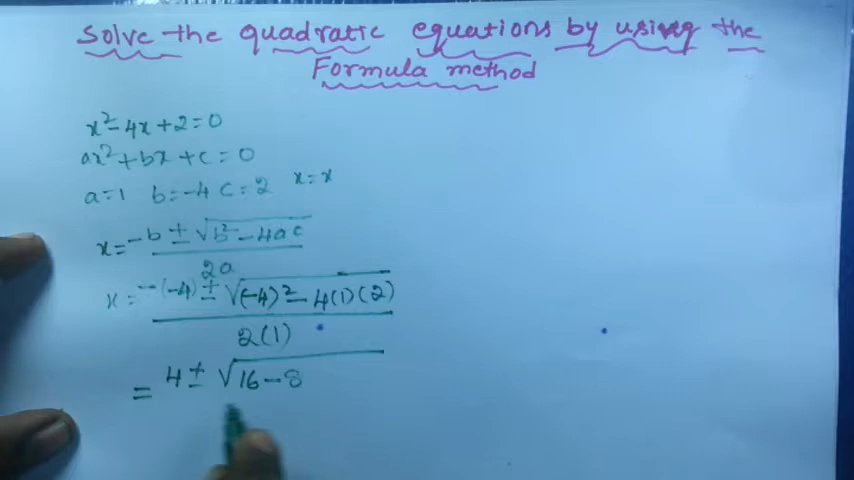 Solve the quadratic equations by using the
Formula method
x² - 4x + 2 = 0
ax² + bx + c = 0
a = 1 b = -4 c = 2 x = x
x = -b ± √b² - 4ac
2a
x = -(-4) ± √(-4)² - 4(1)(2)
2(1)
= 4 ± √16 - 8